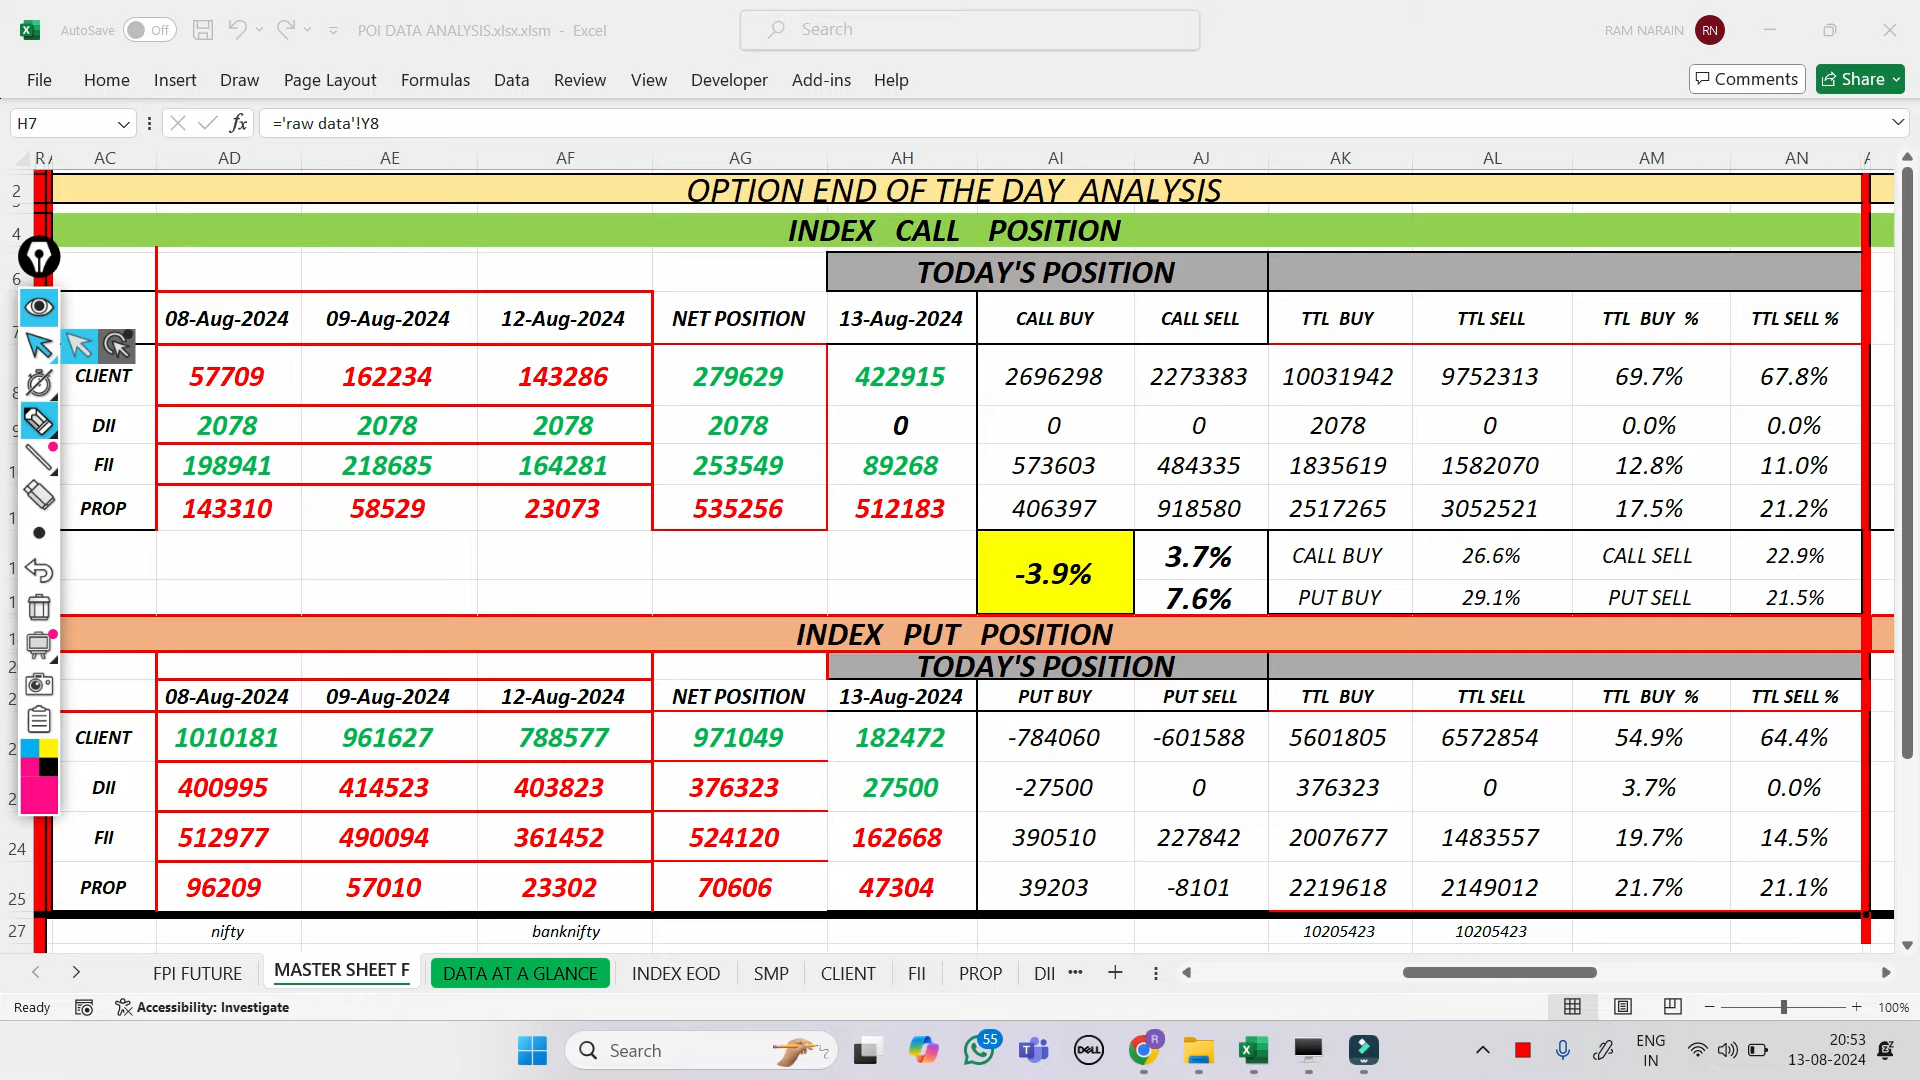 AutoSave Off POI DATA ANALYSIS.xlsx.xlsm - Excel Search RAM NARAIN RN
File Home Insert Draw Page Layout Formulas Data Review View Developer Add-ins Help Comments Share
H7 fx ='raw data'!Y8
AC AD AE AF AG AH AI AJ AK AL AM AN
2 OPTION END OF THE DAY ANALYSIS
4 INDEX CALL POSITION
6 TODAY'S POSITION
08-Aug-2024 09-Aug-2024 12-Aug-2024 NET POSITION 13-Aug-2024 CALL BUY CALL SELL TTL BUY TTL SELL TTL BUY % TTL SELL %
CLIENT 57709 162234 143286 279629 422915 2696298 2273383 10031942 9752313 69.7% 67.8%
DII 2078 2078 2078 2078 0 0 0 2078 0 0.0% 0.0%
FII 198941 218685 164281 253549 89268 573603 484335 1835619 1582070 12.8% 11.0%
PROP 143310 58529 23073 535256 512183 406397 918580 2517265 3052521 17.5% 21.2%
-3.9% 3.7% CALL BUY 26.6% CALL SELL 22.9%
7.6% PUT BUY 29.1% PUT SELL 21.5%
INDEX PUT POSITION
TODAY'S POSITION
08-Aug-2024 09-Aug-2024 12-Aug-2024 NET POSITION 13-Aug-2024 PUT BUY PUT SELL TTL BUY TTL SELL TTL BUY % TTL SELL %
CLIENT 1010181 961627 788577 971049 182472 -784060 -601588 5601805 6572854 54.9% 64.4%
DII 400995 414523 403823 376323 27500 -27500 0 376323 0 3.7% 0.0%
24 FII 512977 490094 361452 524120 162668 390510 227842 2007677 1483557 19.7% 14.5%
25 PROP 96209 57010 23302 70606 47304 39203 -8101 2219618 2149012 21.7% 21.1%
27 nifty banknifty 10205423 10205423
FPI FUTURE MASTER SHEET F DATA AT A GLANCE INDEX EOD SMP CLIENT FII PROP DII
Ready Accessibility: Investigate 100%
Search 55 DELL R ENG 20:53
IN 13-08-2024